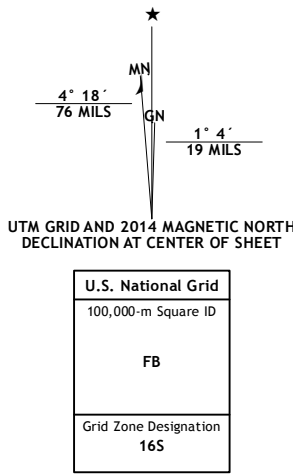 ★
MN
GN
4° 18´
76 MILS
1° 4´
19 MILS
UTM GRID AND 2014 MAGNETIC NORTH
DECLINATION AT CENTER OF SHEET
U.S. National Grid
100,000-m Square ID
FB
Grid Zone Designation
16S